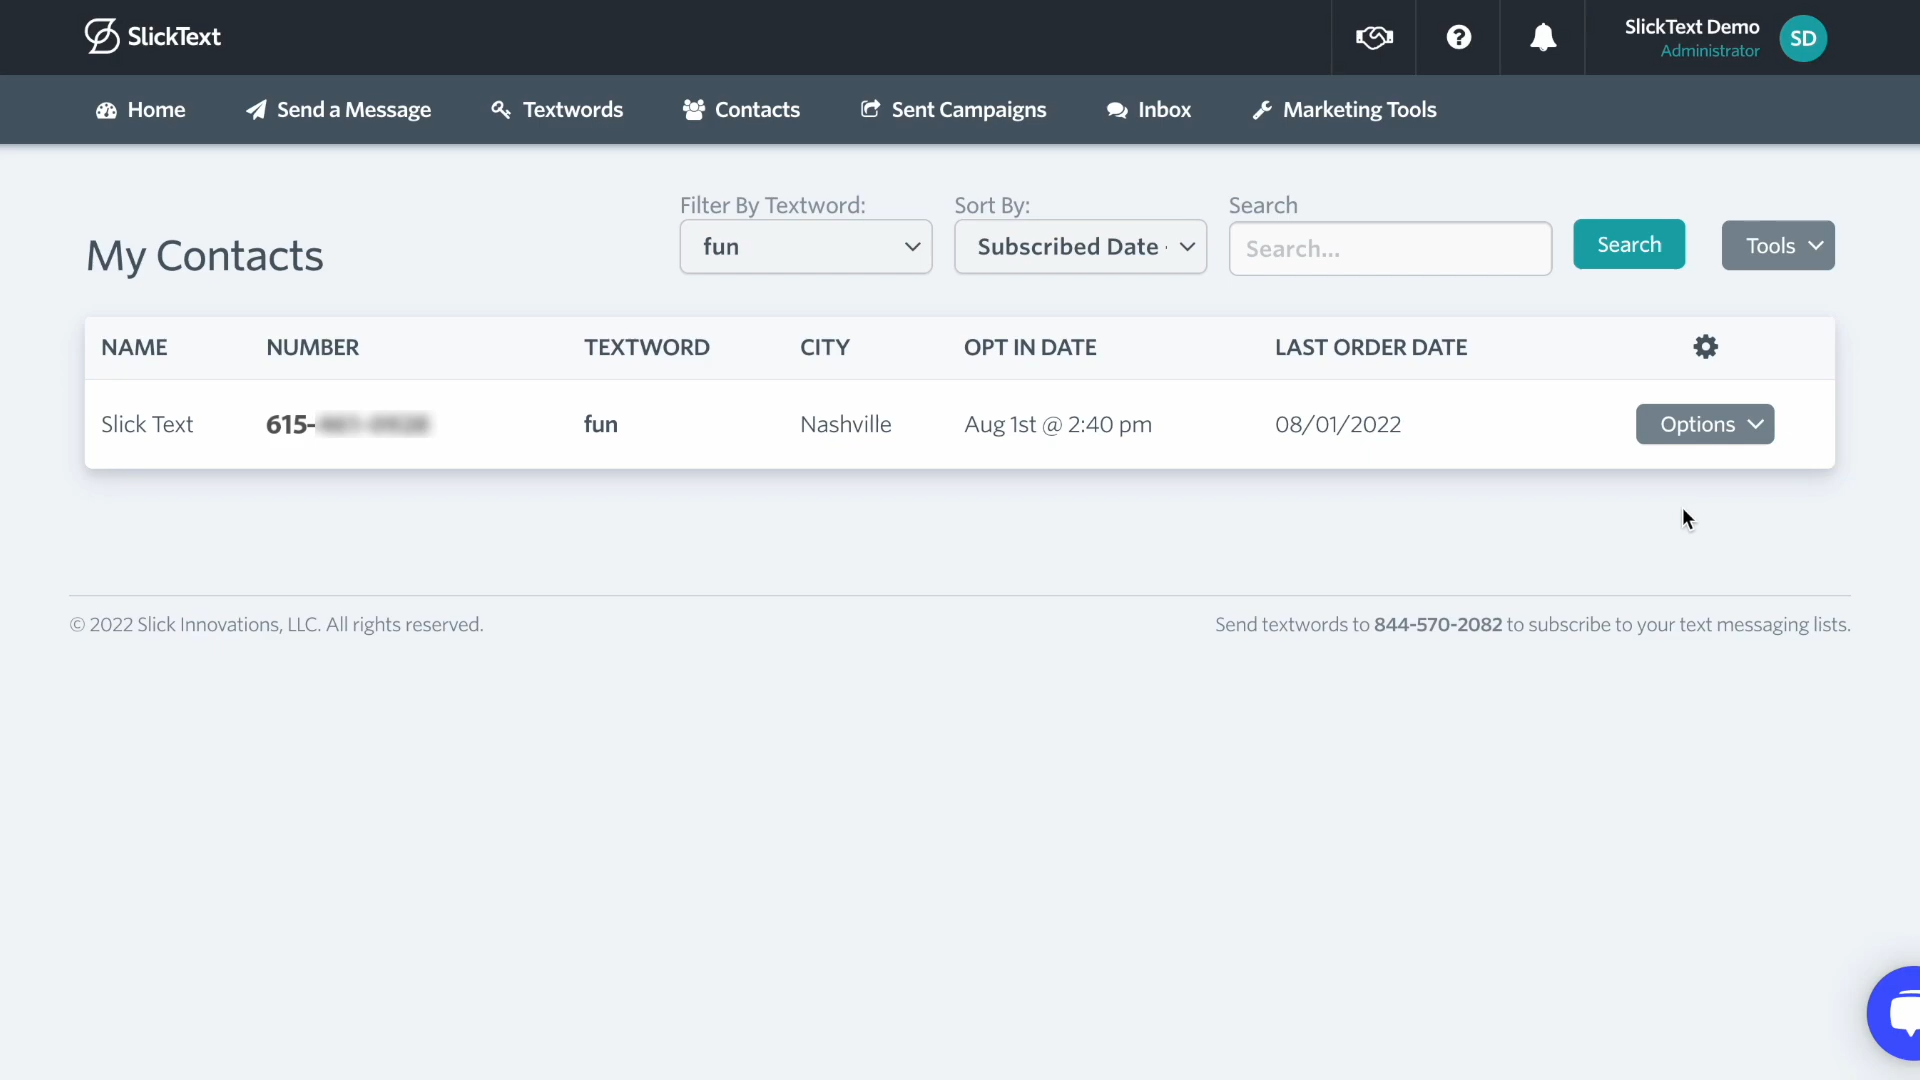 SlickText
SlickText Demo
Administrator
SD
Home
Send a Message
Textwords
Contacts
Sent Campaigns
Inbox
Marketing Tools
My Contacts
Filter By Textword:
fun
Sort By:
Subscribed Date
Search
Search...
Search
Tools
NAME NUMBER TEXTWORD CITY OPT IN DATE LAST ORDER DATE
Slick Text 615- fun Nashville Aug 1st @ 2:40 pm 08/01/2022 Options
© 2022 Slick Innovations, LLC. All rights reserved.
Send textwords to 844-570-2082 to subscribe to your text messaging lists.